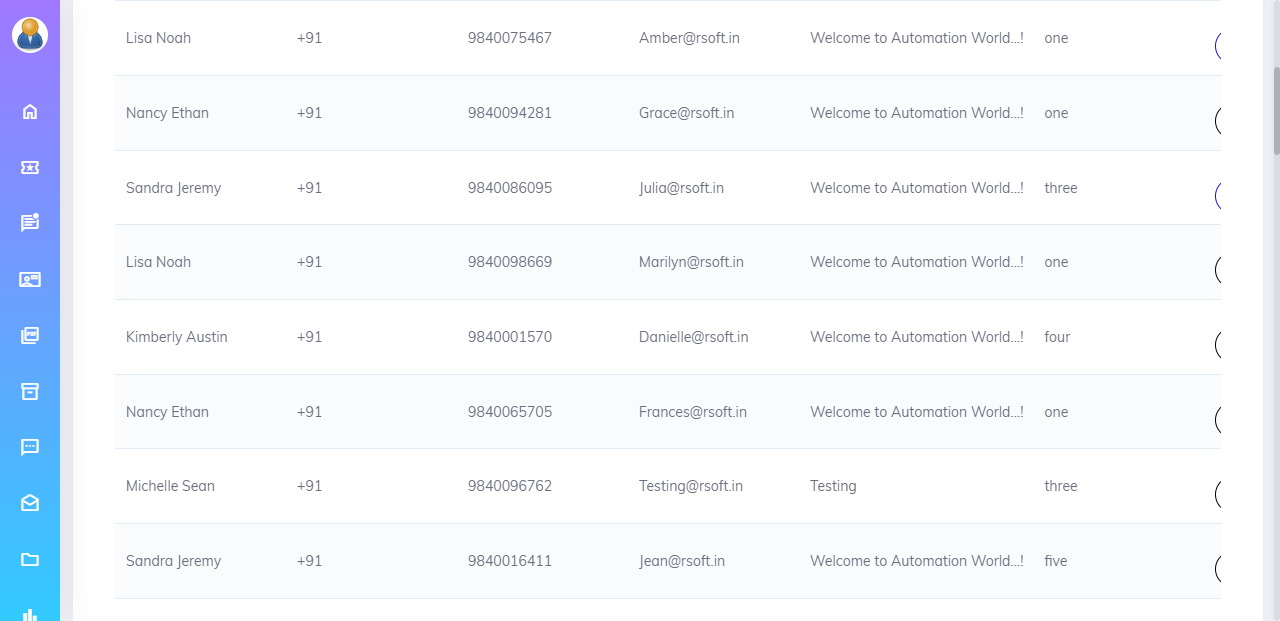 Lisa Noah +91 9840075467 Amber@rsoft.in Welcome to Automation World...! one
Nancy Ethan +91 9840094281 Grace@rsoft.in Welcome to Automation World...! one
Sandra Jeremy +91 9840086095 Julia@rsoft.in Welcome to Automation World...! three
Lisa Noah +91 9840098669 Marilyn@rsoft.in Welcome to Automation World...! one
Kimberly Austin +91 9840001570 Danielle@rsoft.in Welcome to Automation World...! four
Nancy Ethan +91 9840065705 Frances@rsoft.in Welcome to Automation World...! one
Michelle Sean +91 9840096762 Testing@rsoft.in Testing three
Sandra Jeremy +91 9840016411 Jean@rsoft.in Welcome to Automation World...! five